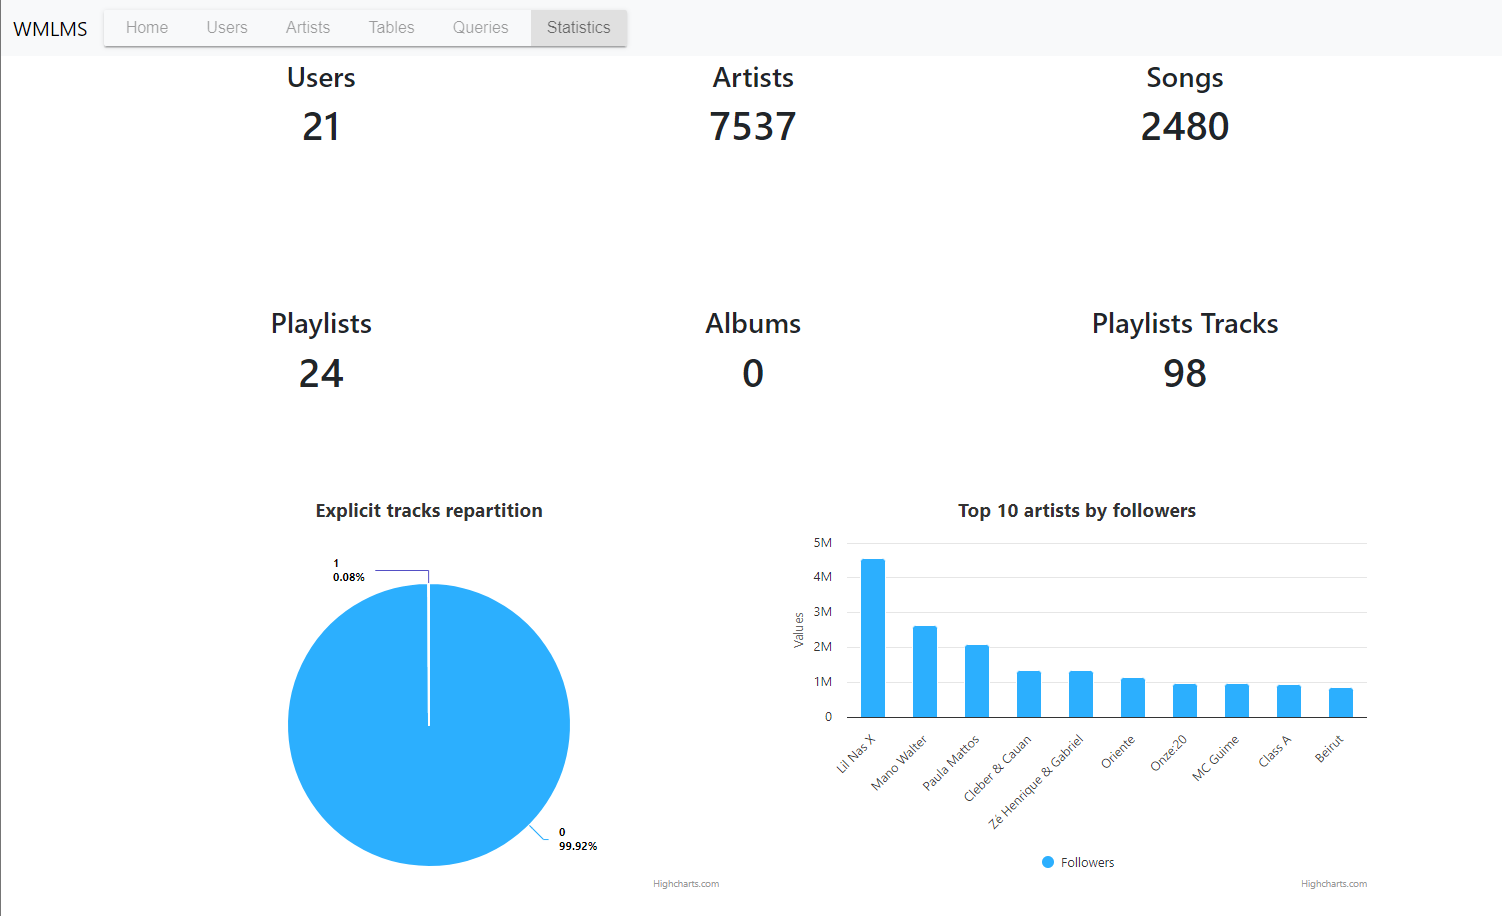 WMLMS Home Users Artists Tables Queries Statistics
Users Artists Songs
21 7537 2480
Playlists Albums Playlists Tracks
24 0 98
Explicit tracks repartition
1
0.08%
0
99.92%
Highcharts.com
Top 10 artists by followers
Values
5M
4M
3M
2M
1M
0
Lil Nas X
Mano Walter
Paula Mattos
Cleber & Cauan
Zé Henrique & Gabriel
Oriente
Onze:20
MC Guime
Class A
Beirut
Followers
Highcharts.com